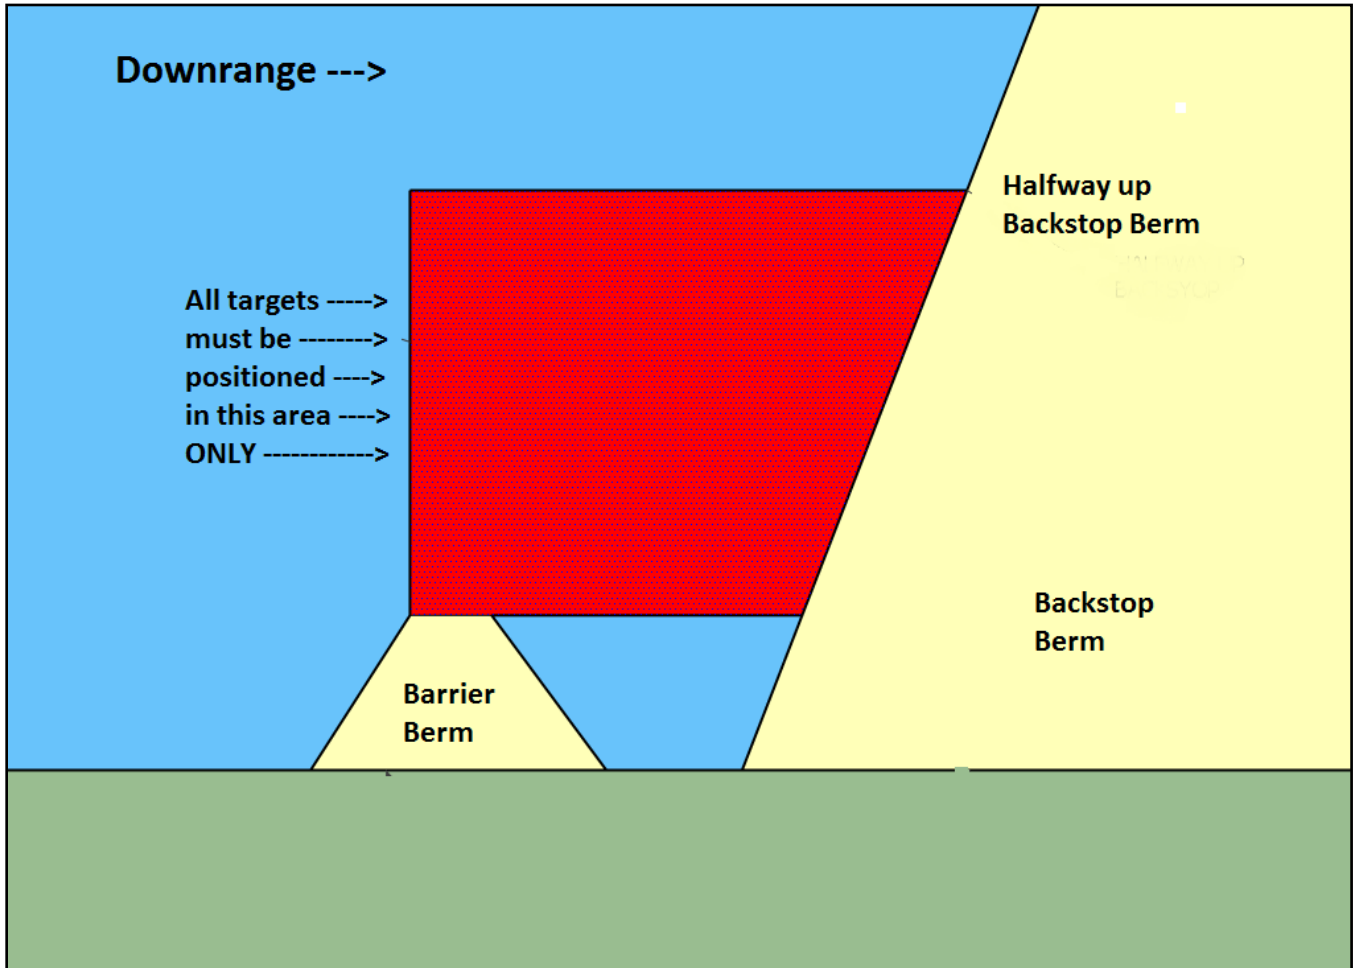 Downrange --->
Halfway up
Backstop Berm
All targets ----->
must be -------->
positioned ---->
in this area ---->
ONLY ------------>
Backstop
Berm
Barrier
Berm